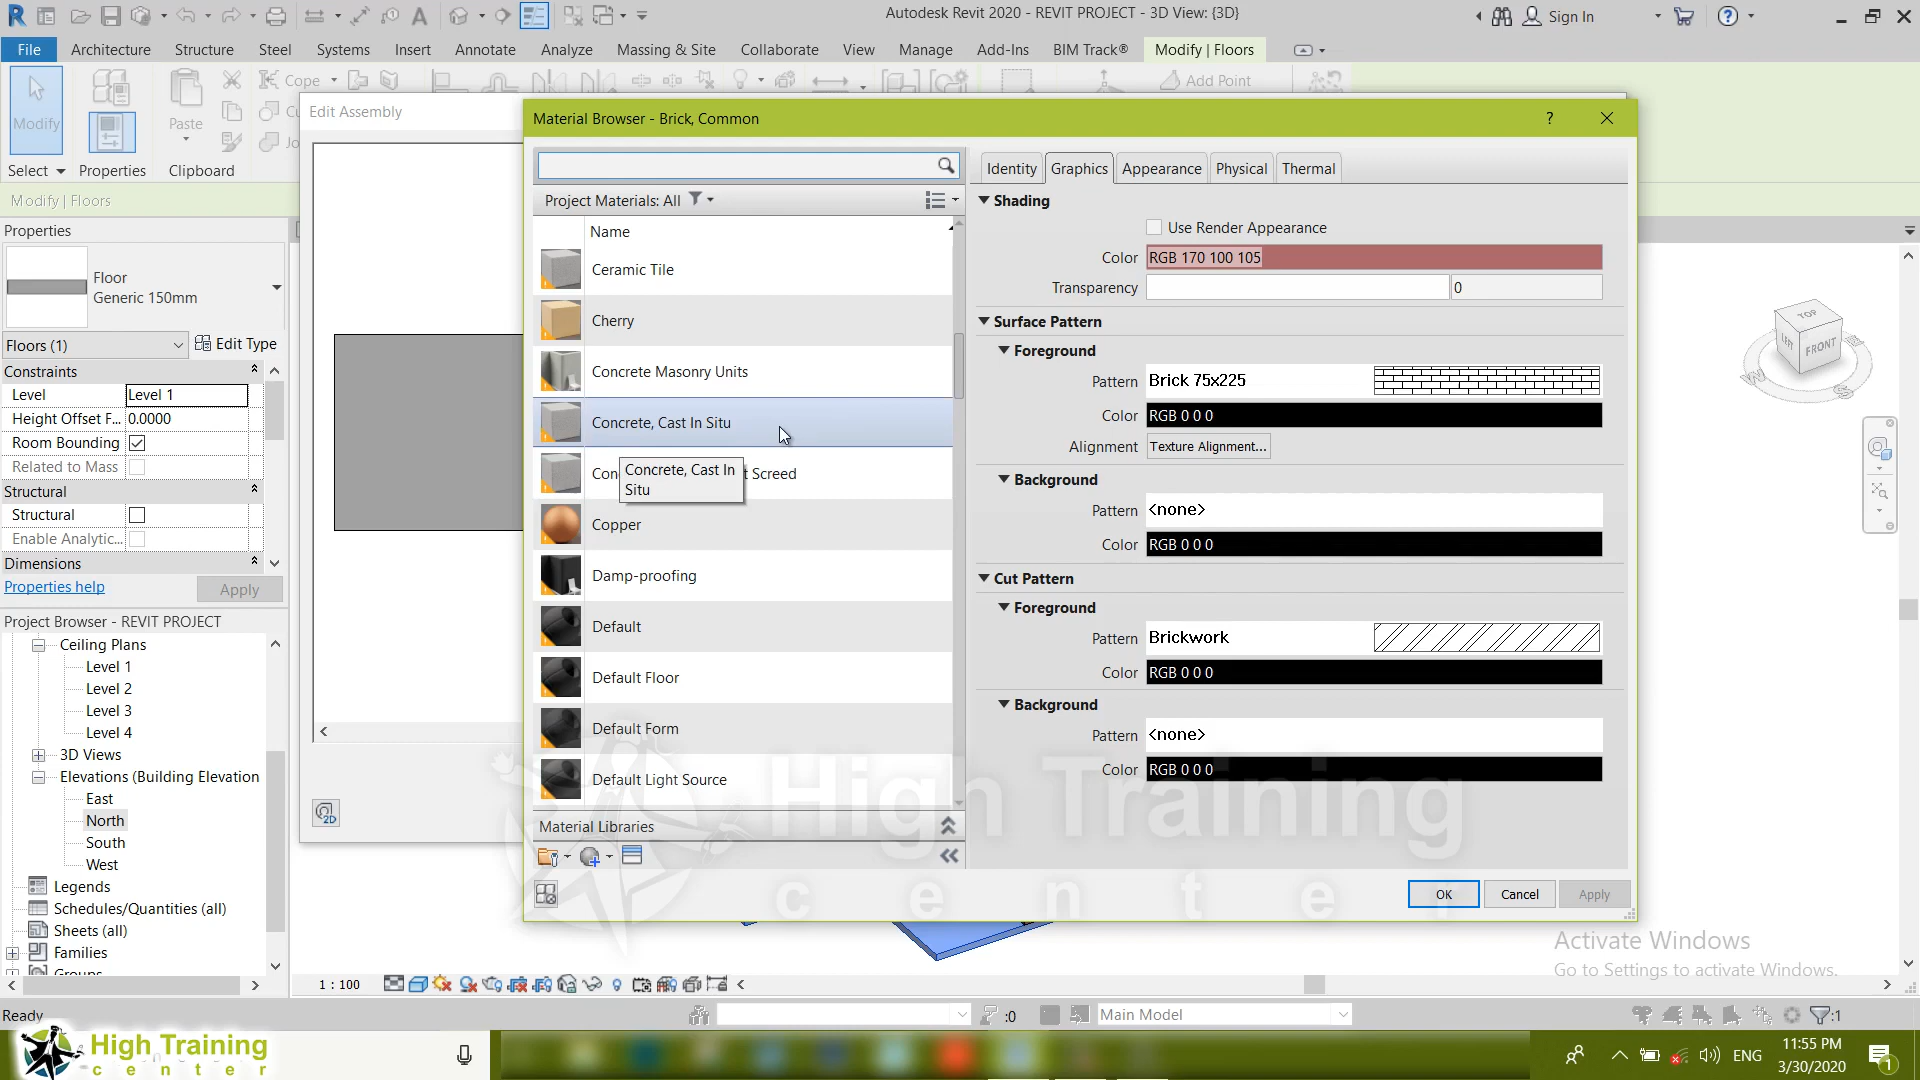 Autodesk Revit 2020 - REVIT PROJECT - 3D View: {3D}
Sign In
File Architecture Structure Steel Systems Insert Annotate Analyze Massing & Site Collaborate View Manage Add-Ins BIM Track® Modify | Floors
Modify
Paste
Cope
Add Point
Select
Properties
Clipboard
Modify | Floors
Properties
Floor
Generic 150mm
Floors (1)
Edit Type
Constraints
Level Level 1
Height Offset F... 0.0000
Room Bounding
Related to Mass
Structural
Structural
Enable Analytic...
Dimensions
Properties help
Apply
Project Browser - REVIT PROJECT
Ceiling Plans
Level 1
Level 2
Level 3
Level 4
3D Views
Elevations (Building Elevation
East
North
South
West
Legends
Schedules/Quantities (all)
Sheets (all)
Families
Groups
Edit Assembly
Material Browser - Brick, Common
?
Project Materials: All
Name
Ceramic Tile
Cherry
Concrete Masonry Units
Concrete, Cast In Situ
Con
t Screed
Concrete, Cast In
Situ
Copper
Damp-proofing
Default
Default Floor
Default Form
Default Light Source
Material Libraries
Identity Graphics Appearance Physical Thermal
Shading
Use Render Appearance
Color RGB 170 100 105
Transparency 0
Surface Pattern
Foreground
Pattern Brick 75x225
Color RGB 0 0 0
Alignment Texture Alignment...
Background
Pattern <none>
Color RGB 0 0 0
Cut Pattern
Foreground
Pattern Brickwork
Color RGB 0 0 0
Background
Pattern <none>
Color RGB 0 0 0
OK Cancel Apply
High Training
center
TOP
LEFT
FRONT
W
S
2D
Activate Windows
Go to Settings to activate Windows.
1 : 100
Ready
:0
Main Model
:1
High Training
center
ENG
11:55 PM
3/30/2020
1